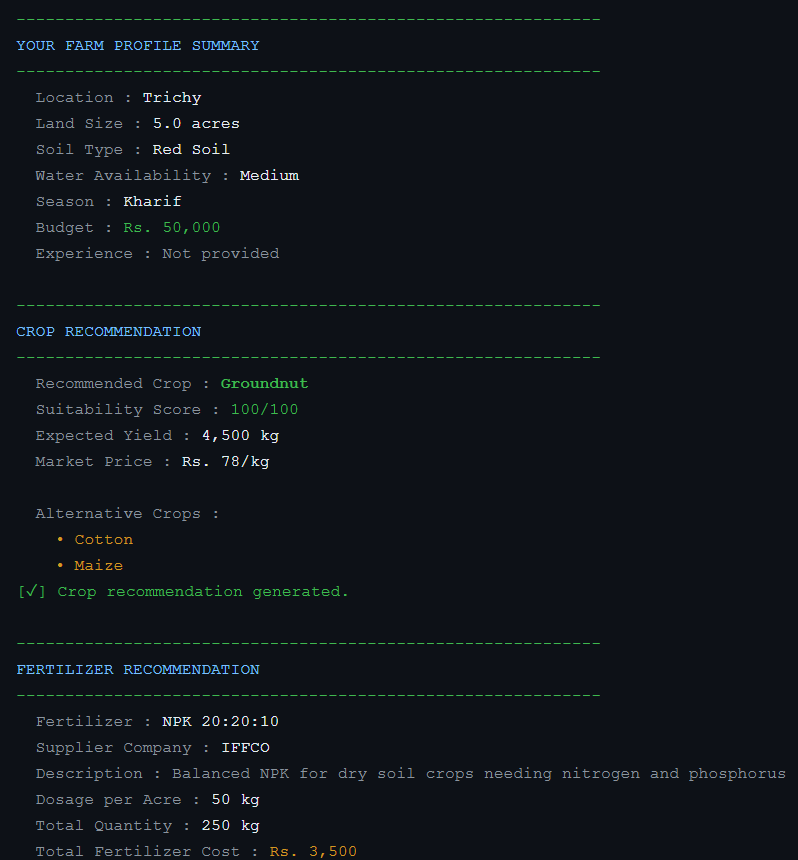 ------------------------------------------------------------
YOUR FARM PROFILE SUMMARY
------------------------------------------------------------
Location : Trichy
Land Size : 5.0 acres
Soil Type : Red Soil
Water Availability : Medium
Season : Kharif
Budget : Rs. 50,000
Experience : Not provided
------------------------------------------------------------
CROP RECOMMENDATION
------------------------------------------------------------
Recommended Crop : Groundnut
Suitability Score : 100/100
Expected Yield : 4,500 kg
Market Price : Rs. 78/kg
Alternative Crops :
• Cotton
• Maize
[✓] Crop recommendation generated.
------------------------------------------------------------
FERTILIZER RECOMMENDATION
------------------------------------------------------------
Fertilizer : NPK 20:20:10
Supplier Company : IFFCO
Description : Balanced NPK for dry soil crops needing nitrogen and phosphorus
Dosage per Acre : 50 kg
Total Quantity : 250 kg
Total Fertilizer Cost : Rs. 3,500